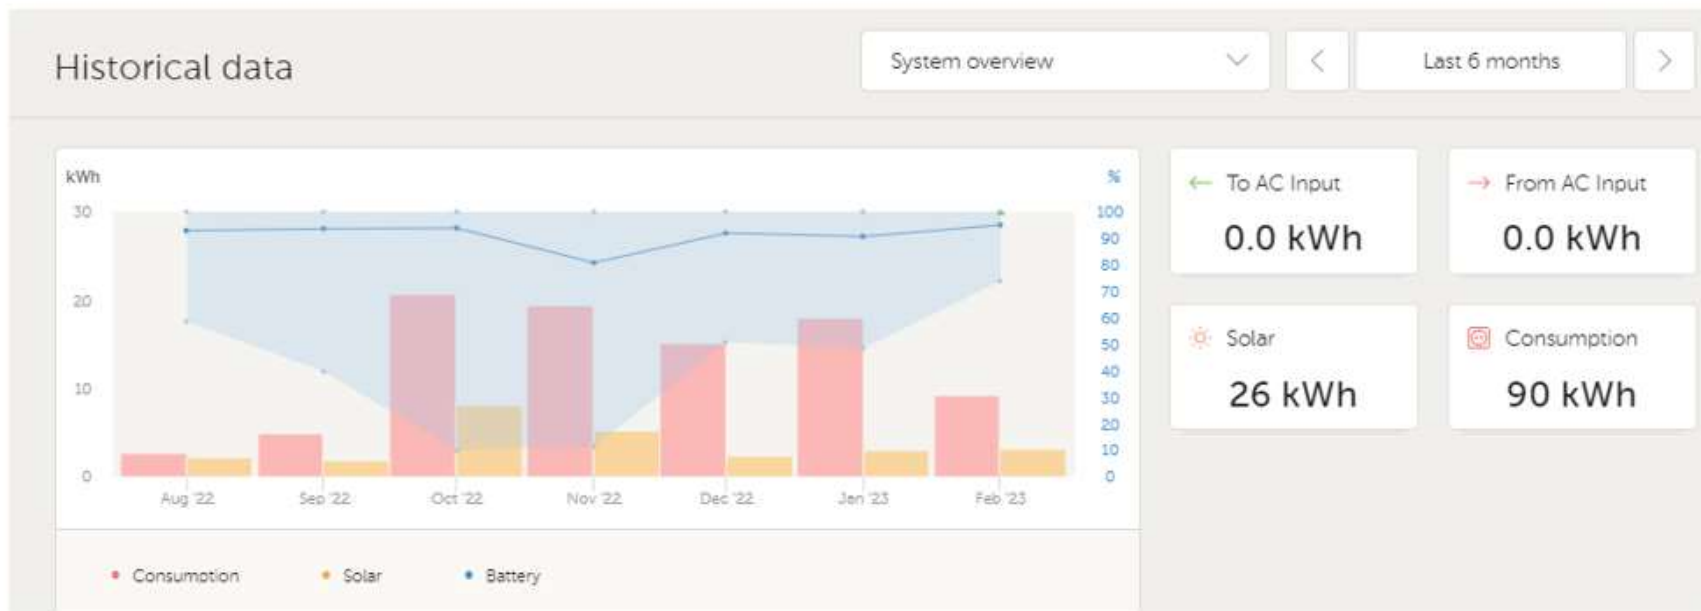 Historical data
System overview
Last 6 months
kWh
%
30
20
10
0
100
90
80
70
60
50
40
30
20
10
0
Aug '22
Sep '22
Oct '22
Nov '22
Dec '22
Jan '23
Feb '23
Consumption
Solar
Battery
To AC Input
0.0 kWh
From AC Input
0.0 kWh
Solar
26 kWh
Consumption
90 kWh